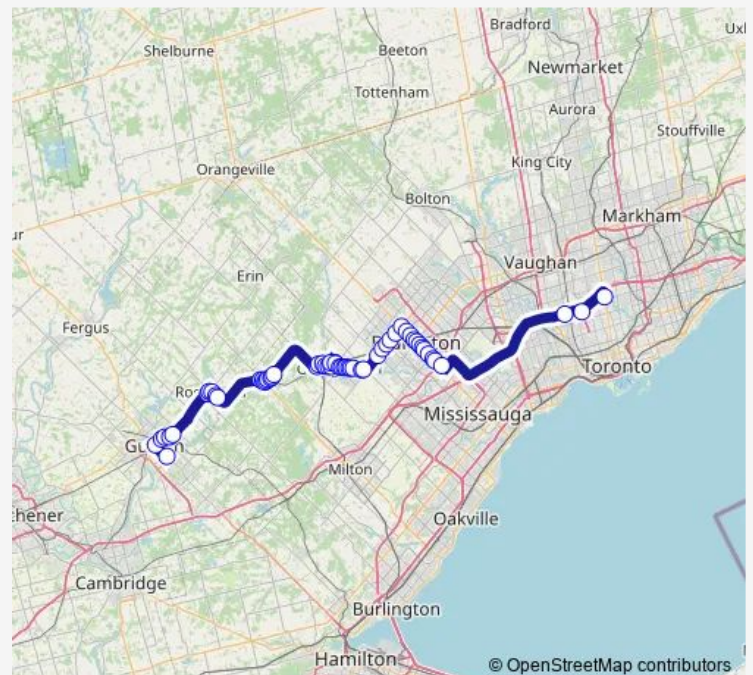 Bradford
Shelburne
Beeton
Newmarket
Tottenham
Aurora
Stouffville
King City
Orangeville
Bolton
Markham
Vaughan
Erin
Fergus
Toronto
Mississauga
Milton
Oakville
Cambridge
Burlington
Hamilton
© OpenStreetMap contributors